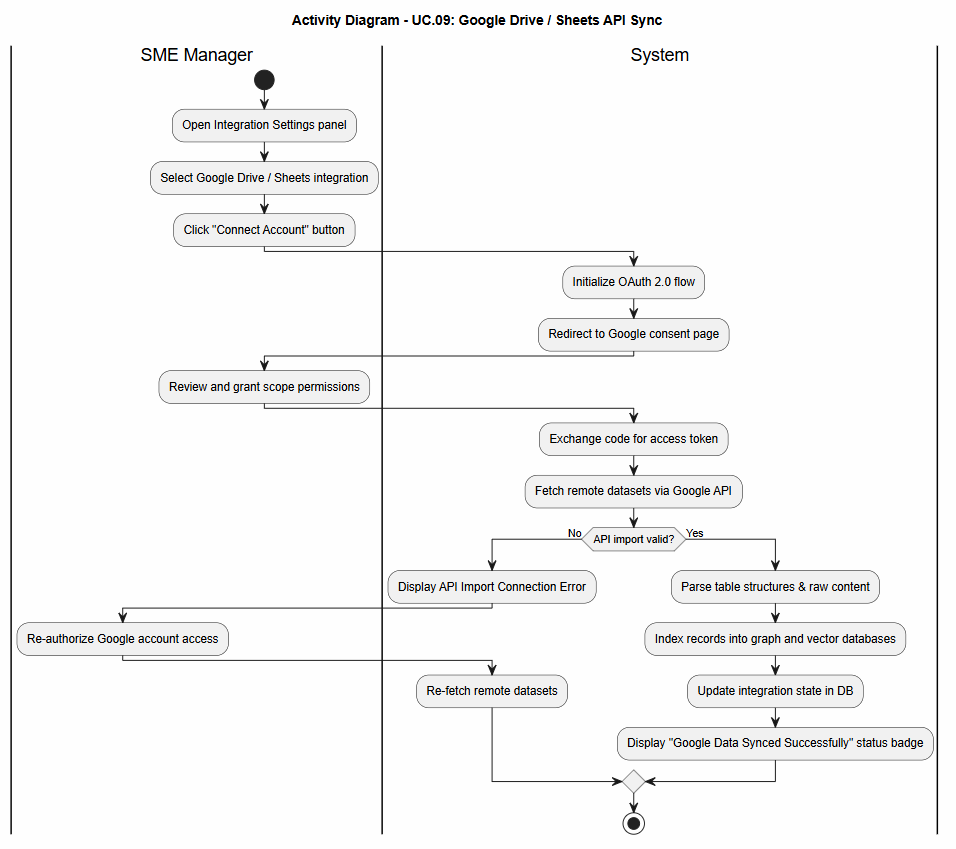 Activity Diagram - UC.09: Google Drive / Sheets API Sync
SME Manager
System
Open Integration Settings panel
Select Google Drive / Sheets integration
Click "Connect Account" button
Initialize OAuth 2.0 flow
Redirect to Google consent page
Review and grant scope permissions
Exchange code for access token
Fetch remote datasets via Google API
No
API import valid?
Yes
Display API Import Connection Error
Parse table structures & raw content
Re-authorize Google account access
Index records into graph and vector databases
Re-fetch remote datasets
Update integration state in DB
Display "Google Data Synced Successfully" status badge